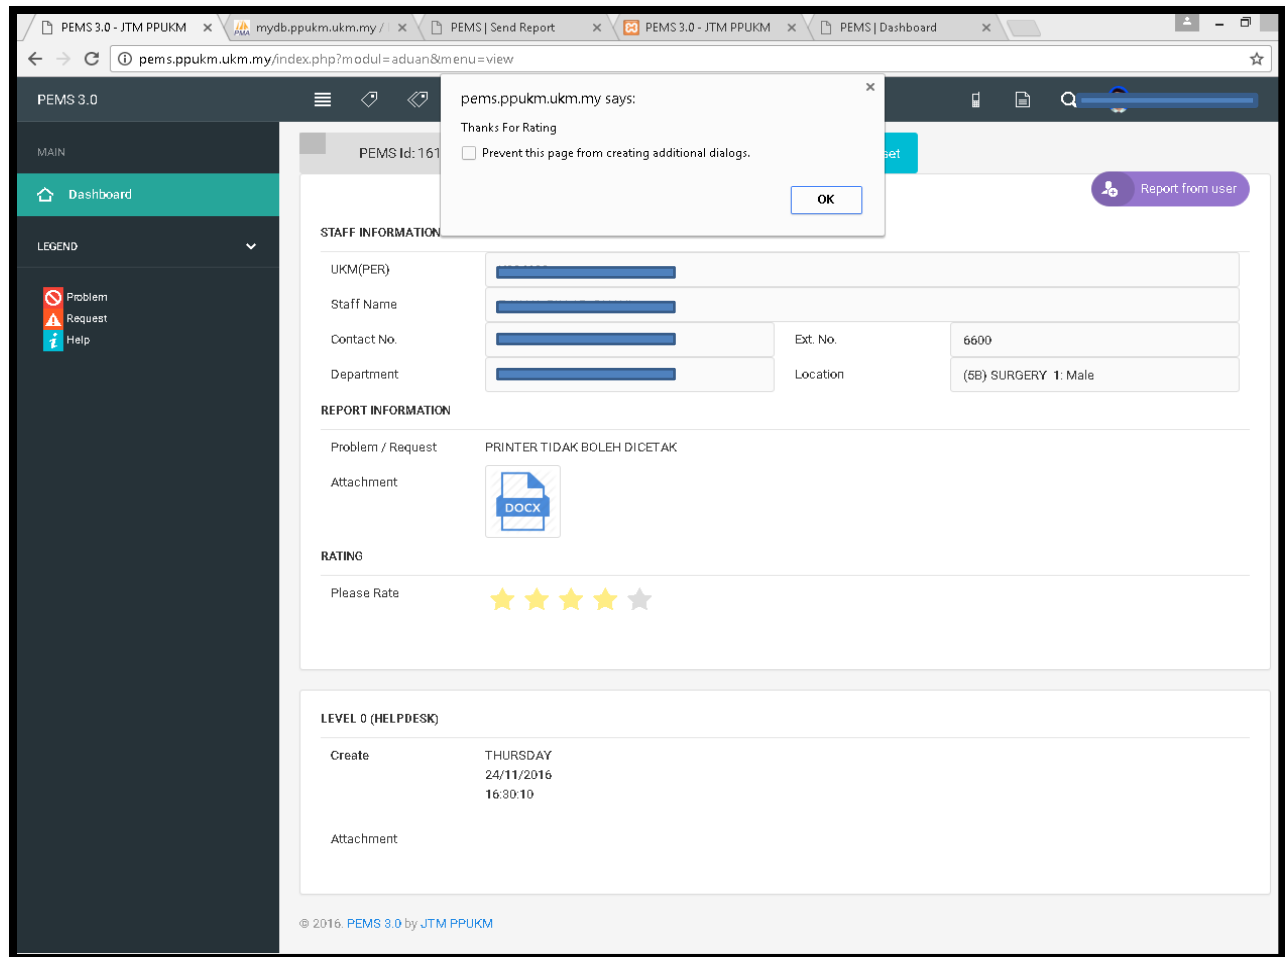 PEMS 3.0 - JTM PPUKM
mydb.ppukm.ukm.my /
PEMS | Send Report
PEMS 3.0 - JTM PPUKM
PEMS | Dashboard
pems.ppukm.ukm.my/index.php?modul=aduan&menu=view
PEMS 3.0
pems.ppukm.ukm.my says:
Thanks For Rating
Prevent this page from creating additional dialogs.
OK
MAIN
Dashboard
LEGEND
Problem
Request
Help
PEMS Id: 161
set
Report from user
STAFF INFORMATION
UKM(PER)
Staff Name
Contact No.
Ext. No. 6600
Department
Location (5B) SURGERY 1: Male
REPORT INFORMATION
Problem / Request PRINTER TIDAK BOLEH DICETAK
Attachment
DOCX
RATING
Please Rate
LEVEL 0 (HELPDESK)
Create THURSDAY
24/11/2016
16:30:10
Attachment
© 2016. PEMS 3.0 by JTM PPUKM